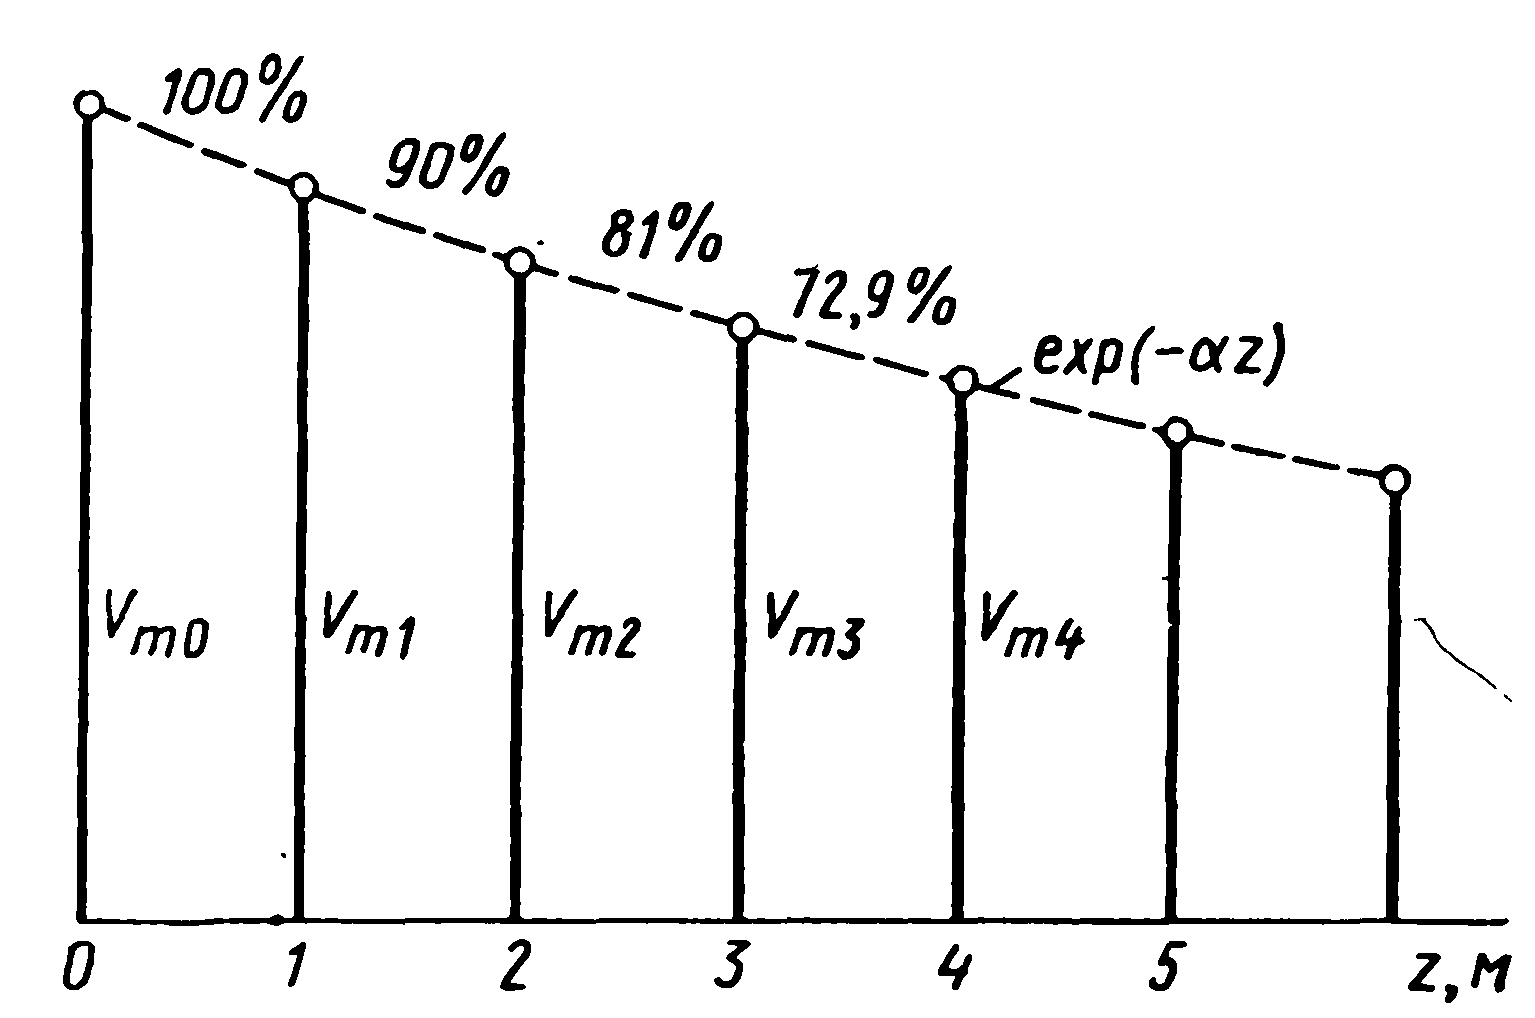 100%
90%
81%
72,9%
exp(-αz)
Vm0 Vm1 Vm2 Vm3 Vm4
0 1 2 3 4 5 z, м